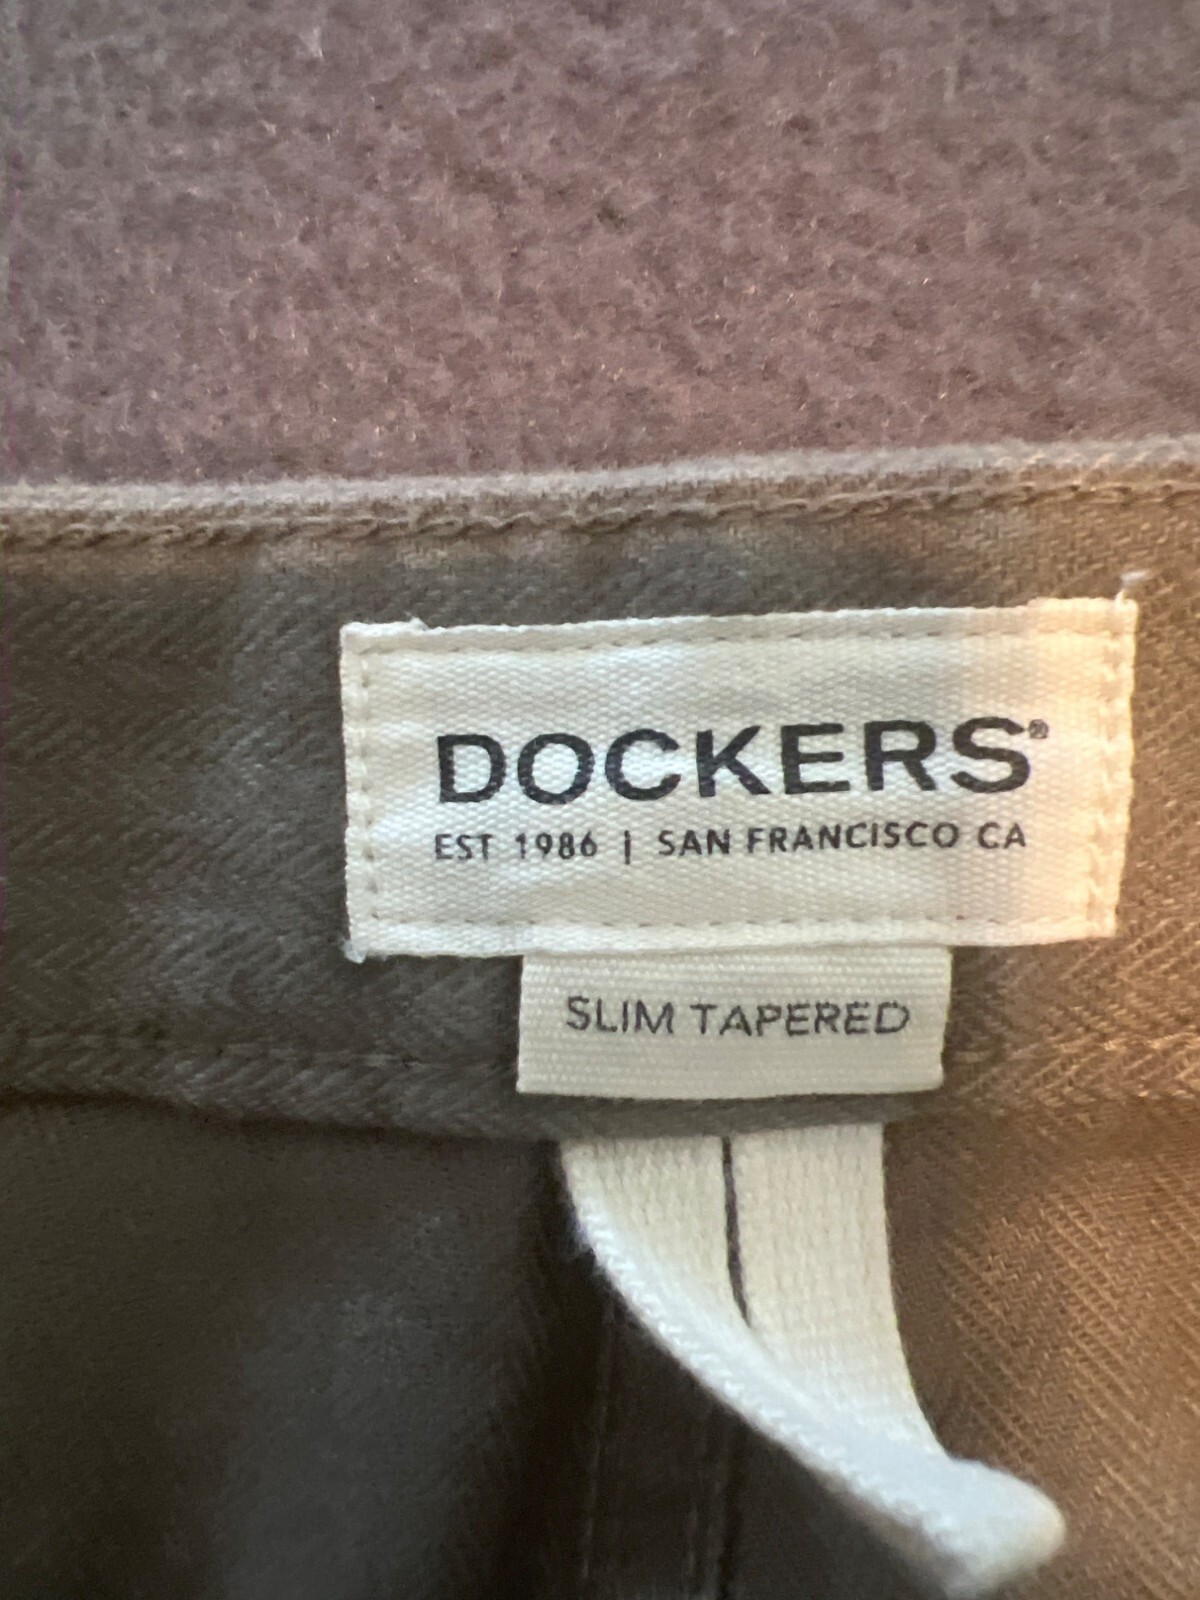 DOCKERS®
EST 1986 | SAN FRANCISCO CA
SLIM TAPERED